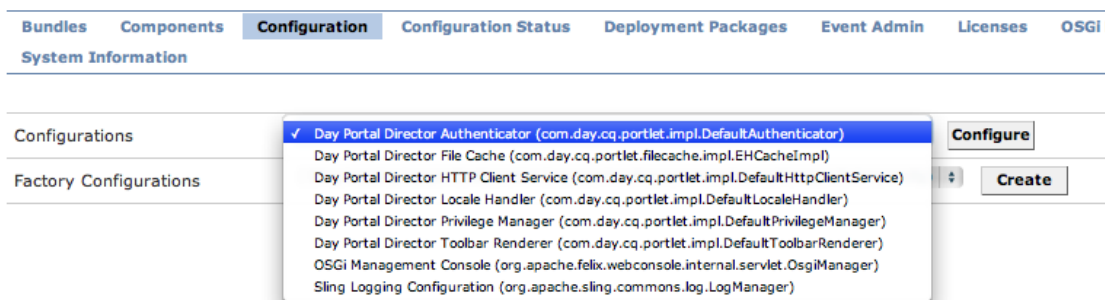 Bundles Components Configuration Configuration Status Deployment Packages Event Admin Licenses OSGi
System Information
Configurations
✓ Day Portal Director Authenticator (com.day.cq.portlet.impl.DefaultAuthenticator)
Configure
Day Portal Director File Cache (com.day.cq.portlet.filecache.impl.EHCacheImpl)
Factory Configurations
Day Portal Director HTTP Client Service (com.day.cq.portlet.impl.DefaultHttpClientService)
Create
Day Portal Director Locale Handler (com.day.cq.portlet.impl.DefaultLocaleHandler)
Day Portal Director Privilege Manager (com.day.cq.portlet.impl.DefaultPrivilegeManager)
Day Portal Director Toolbar Renderer (com.day.cq.portlet.impl.DefaultToolbarRenderer)
OSGi Management Console (org.apache.felix.webconsole.internal.servlet.OsgiManager)
Sling Logging Configuration (org.apache.sling.commons.log.LogManager)